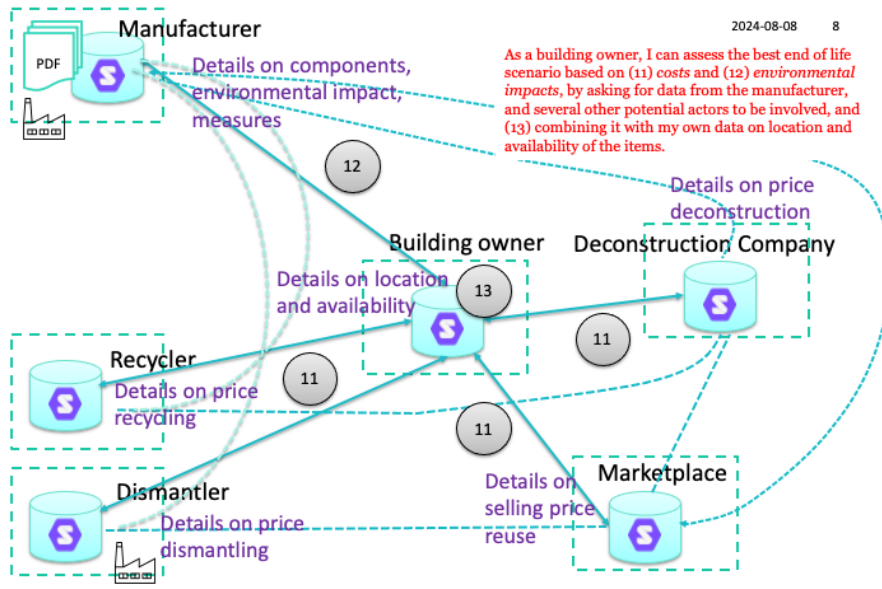 2024-08-08 8
Manufacturer
PDF
Details on components,
environmental impact,
measures
As a building owner, I can assess the best end of life
scenario based on (11) costs and (12) environmental
impacts, by asking for data from the manufacturer,
and several other potential actors to be involved, and
(13) combining it with my own data on location and
availability of the items.
12
Details on price
deconstruction
Building owner
Deconstruction Company
Details on location
and availability
13
11
Recycler
11
Details on price
recycling
11
Marketplace
Details on
selling price
reuse
Dismantler
Details on price
dismantling